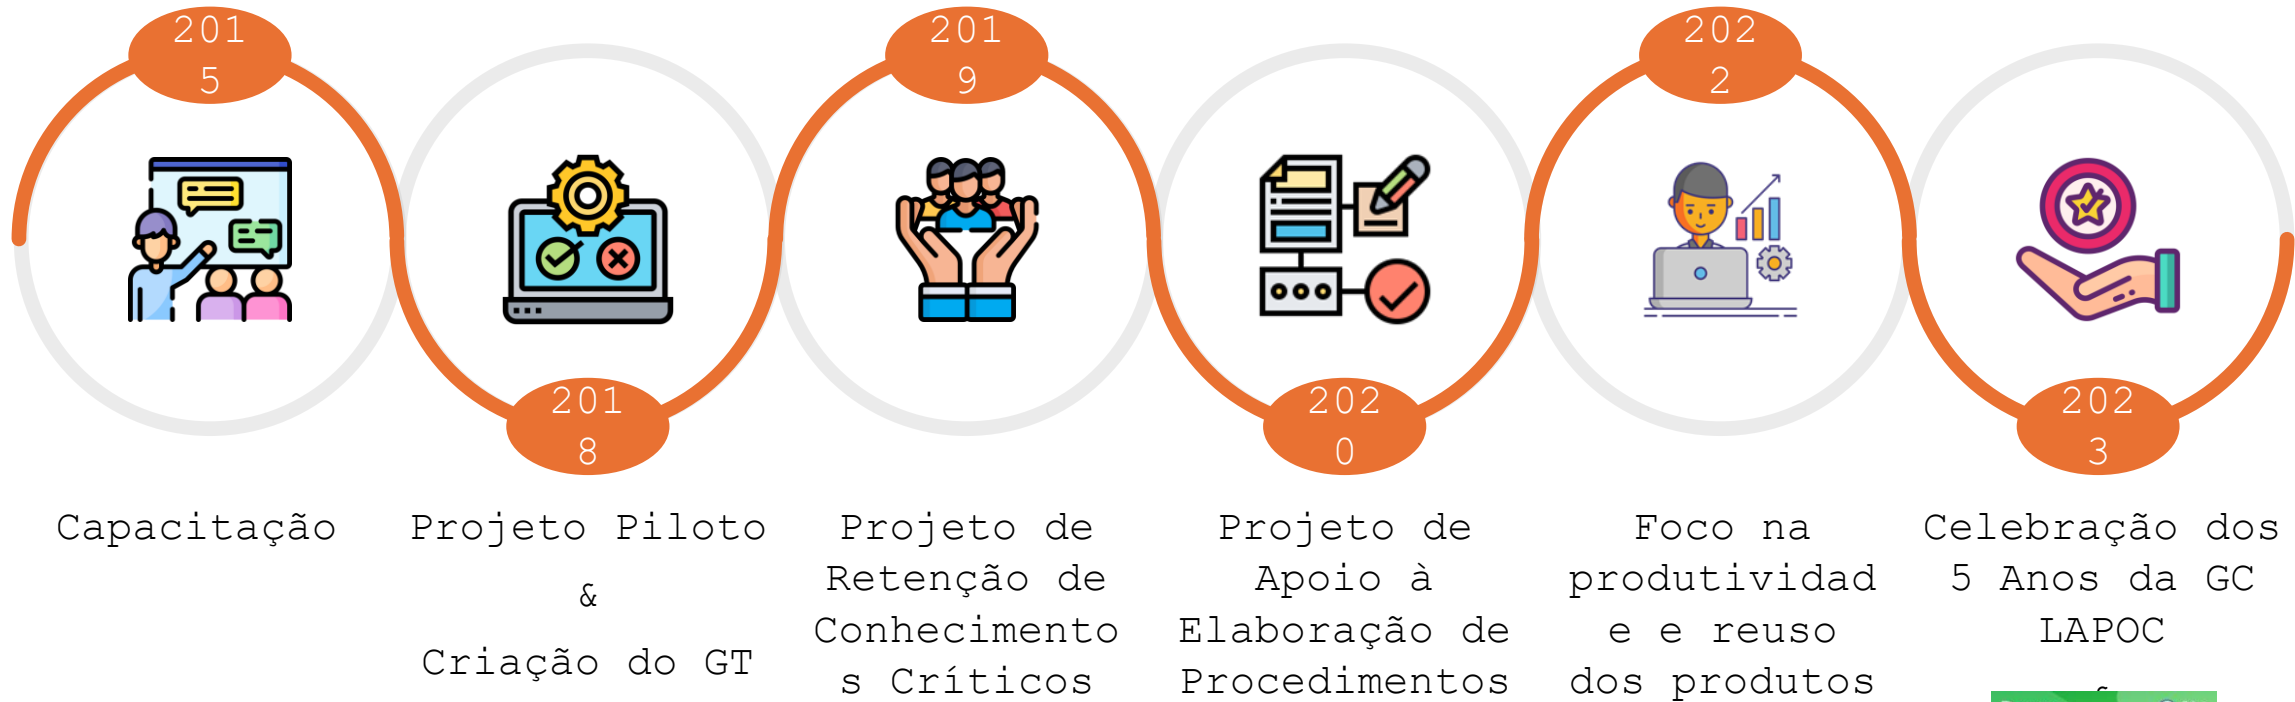 201
5
201
9
202
2
201
8
202
0
202
3
Capacitação
Projeto Piloto
&
Criação do GT
Projeto de
Retenção de
Conhecimento
s Críticos
Projeto de
Apoio à
Elaboração de
Procedimentos
Foco na
produtividad
e e reuso
dos produtos
Celebração dos
5 Anos da GC
LAPOC